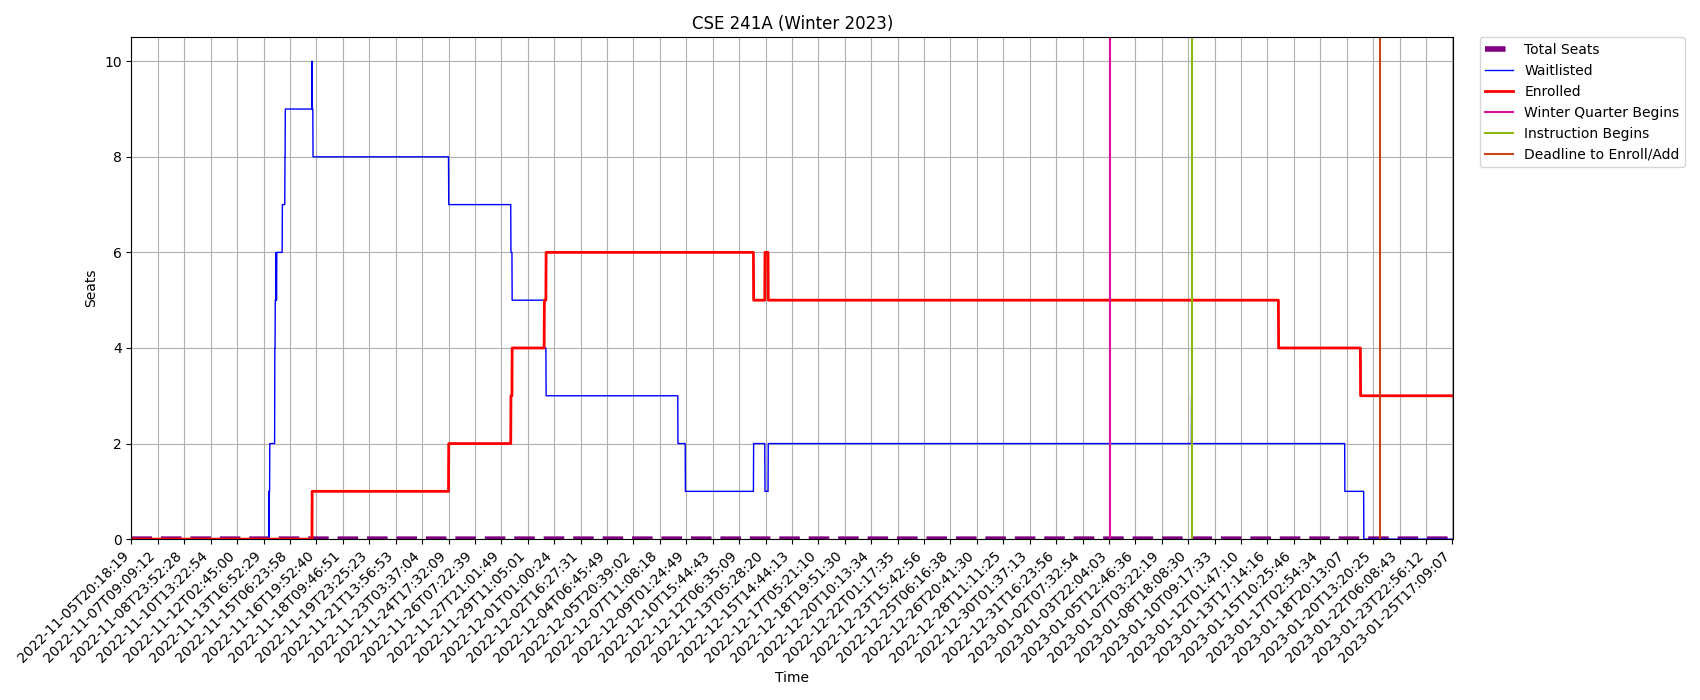 CSE 241A (Winter 2023)
Total Seats
Waitlisted
Enrolled
Winter Quarter Begins
Instruction Begins
Deadline to Enroll/Add
Seats
10
8
6
4
2
0
2022-11-05T20:18:19
2022-11-07T09:09:12
2022-11-08T23:52:28
2022-11-10T13:22:54
2022-11-12T02:45:00
2022-11-13T16:52:29
2022-11-15T06:23:58
2022-11-16T19:52:40
2022-11-18T09:46:51
2022-11-19T23:25:23
2022-11-21T13:56:53
2022-11-23T03:37:04
2022-11-24T17:32:09
2022-11-26T07:22:39
2022-11-27T21:01:49
2022-11-29T11:05:01
2022-12-01T01:00:24
2022-12-02T16:27:31
2022-12-04T06:45:49
2022-12-05T20:39:02
2022-12-07T11:08:18
2022-12-09T01:24:49
2022-12-10T15:44:43
2022-12-12T06:35:09
2022-12-13T05:28:20
2022-12-15T14:44:13
2022-12-17T05:21:10
2022-12-18T19:51:30
2022-12-20T10:13:34
2022-12-22T01:17:35
2022-12-23T15:42:56
2022-12-25T06:16:38
2022-12-26T20:41:30
2022-12-28T11:11:25
2022-12-30T01:37:13
2022-12-31T16:23:56
2023-01-02T07:32:54
2023-01-03T22:04:03
2023-01-05T12:46:36
2023-01-07T03:22:19
2023-01-08T18:08:30
2023-01-10T09:17:33
2023-01-12T01:47:10
2023-01-13T17:14:16
2023-01-15T10:25:46
2023-01-17T02:54:34
2023-01-18T20:13:07
2023-01-20T13:20:25
2023-01-22T06:08:43
2023-01-23T22:56:12
2023-01-25T17:09:07
Time